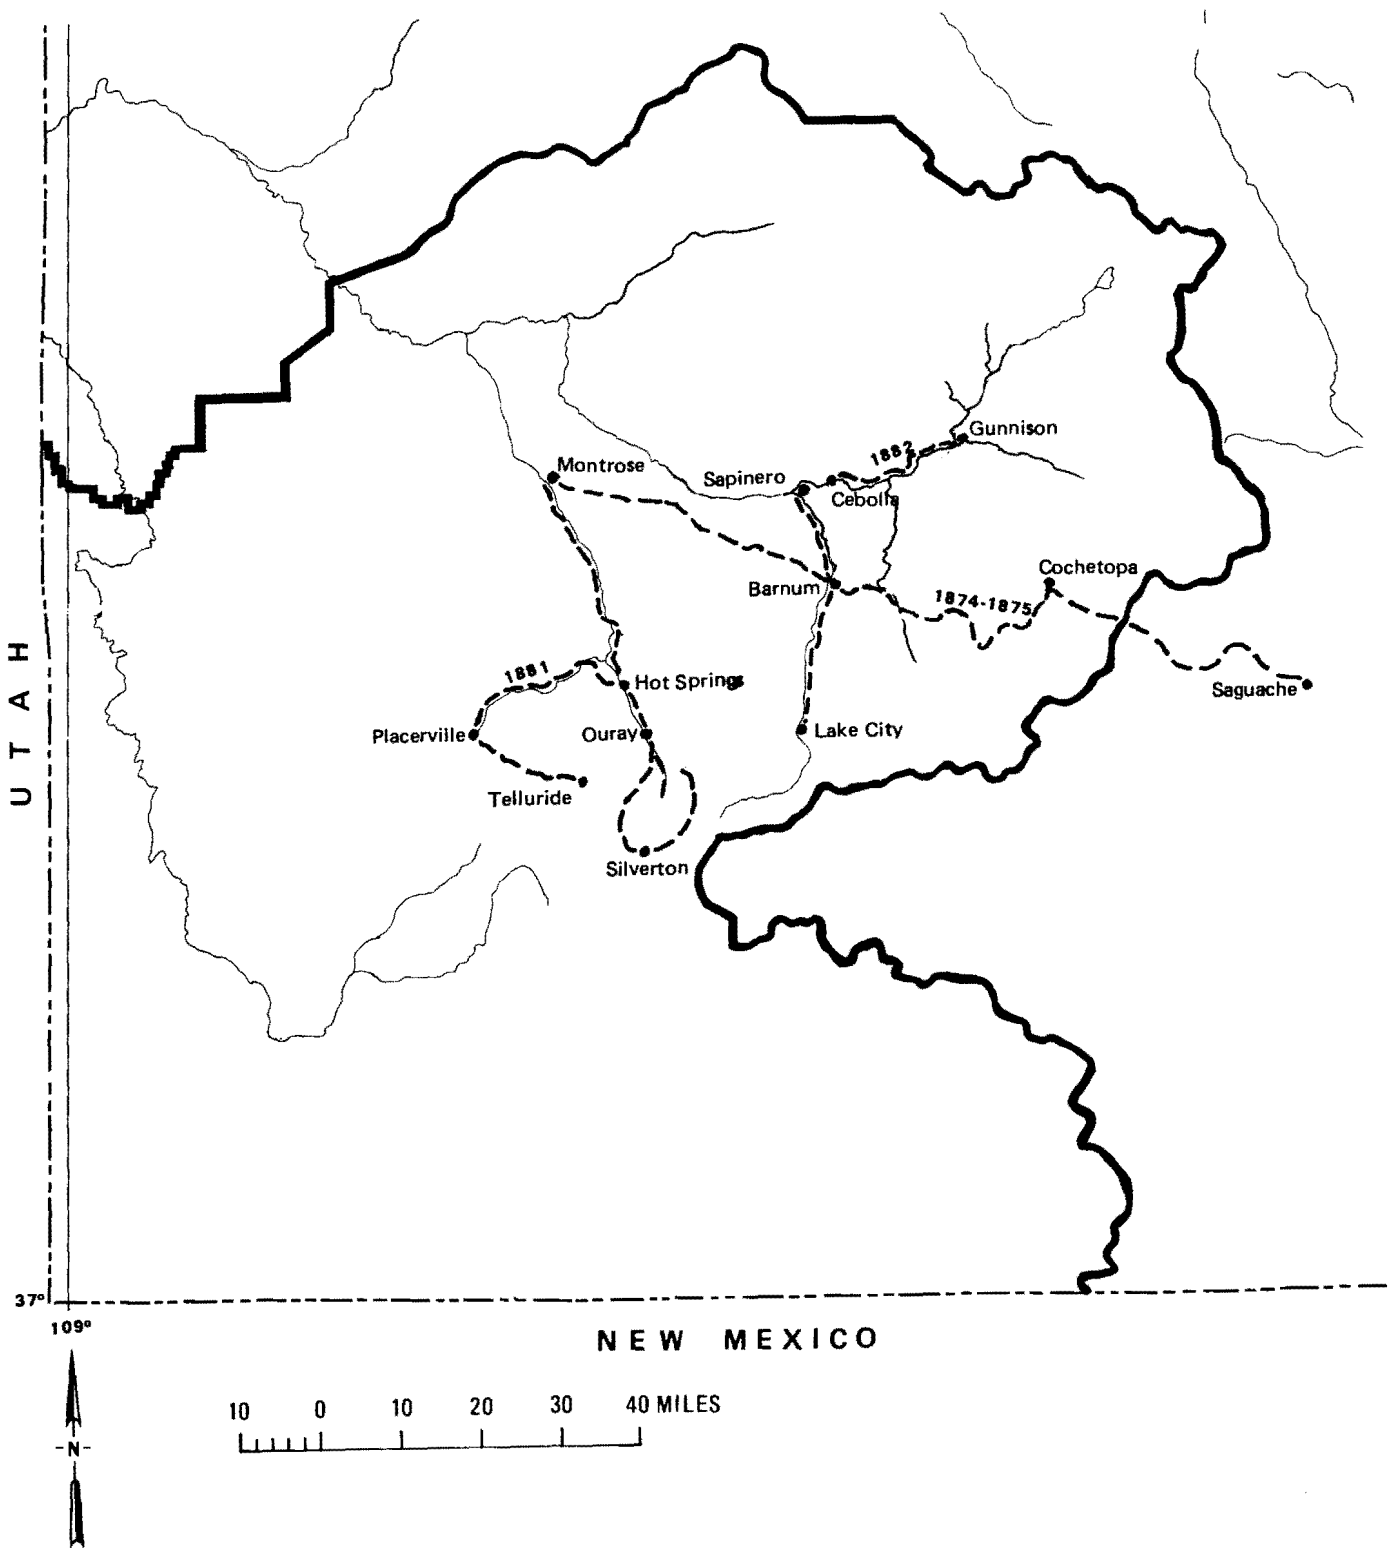 Gunnison
1882
Montrose
Sapinero
Cebolla
Cochetopa
Barnum
1874-1875
UTAH
1881
Hot Springs
Saguache
Placerville
Ouray
Lake City
Telluride
Silverton
37°
109°
NEW MEXICO
10 0 10 20 30 40 MILES
-N-